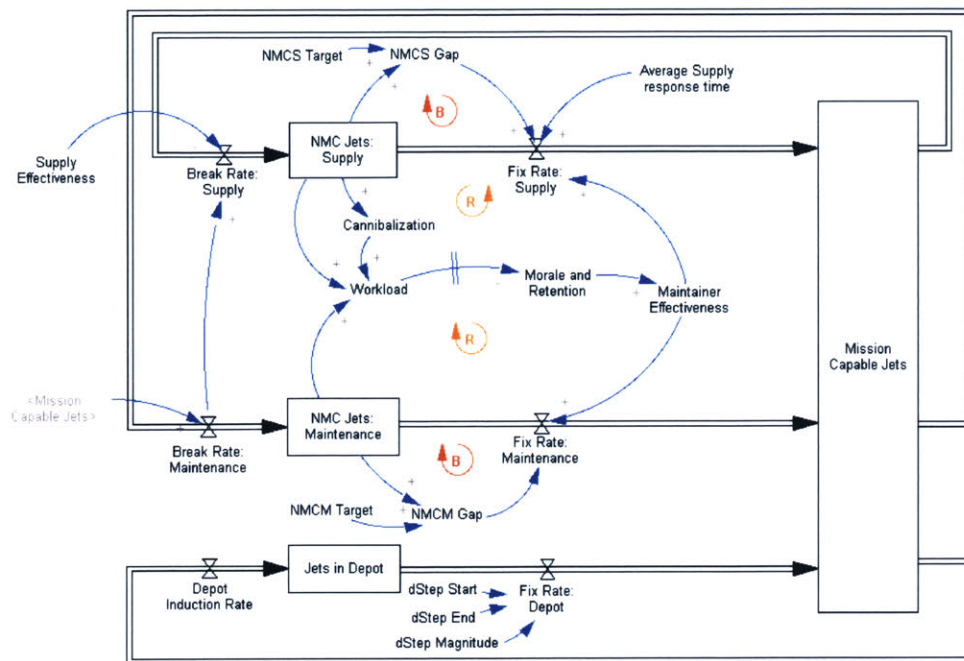 NMCS Target
NMCS Gap
+
+
Average Supply
response time
B
NMC Jets:
Supply
+
+
Supply
Effectiveness
Break Rate:
Supply
Fix Rate:
Supply
+
+
R
Cannibalization
+
+
Workload
Morale and
Retention
-
+
Maintainer
Effectiveness
+
R
Mission
Capable Jets
<Mission
Capable Jets>
+
NMC Jets:
Maintenance
+
Break Rate:
Maintenance
Fix Rate:
Maintenance
B
+
+
+
NMCM Target
NMCM Gap
Jets in Depot
Depot
Induction Rate
dStep Start
Fix Rate:
Depot
dStep End
dStep Magnitude